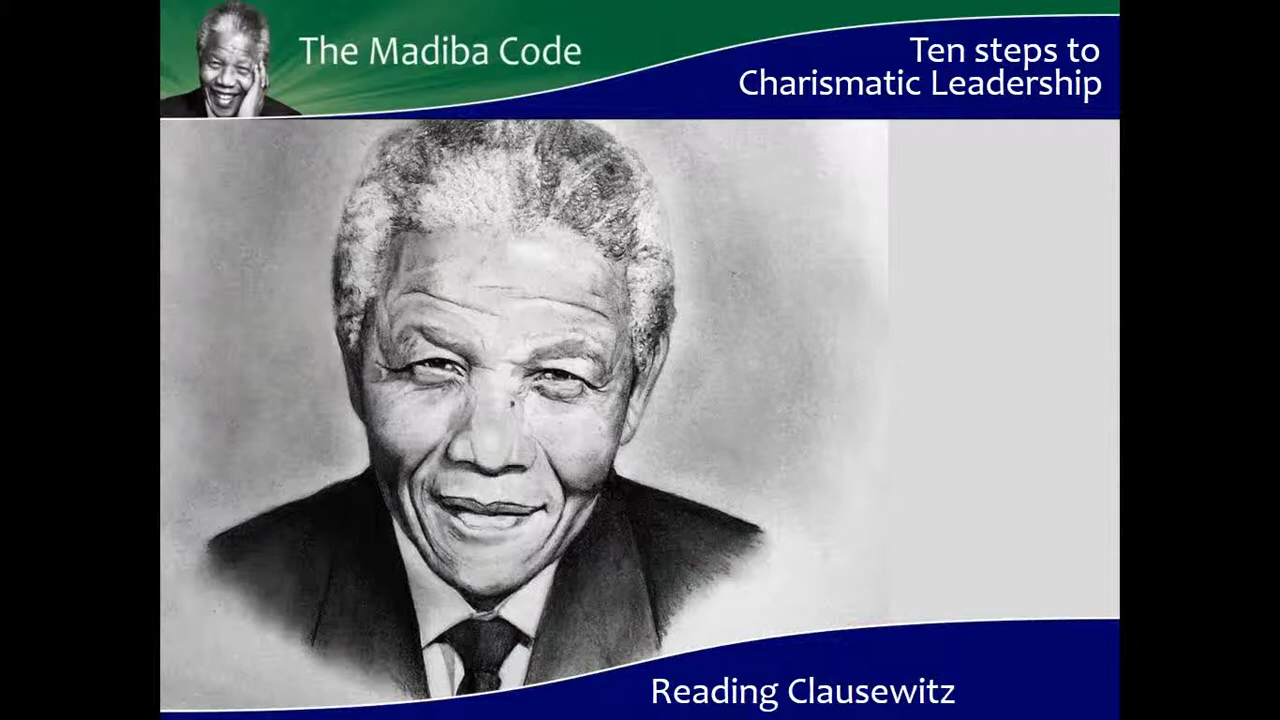 The Madiba Code
Ten steps to
Charismatic Leadership
Reading Clausewitz